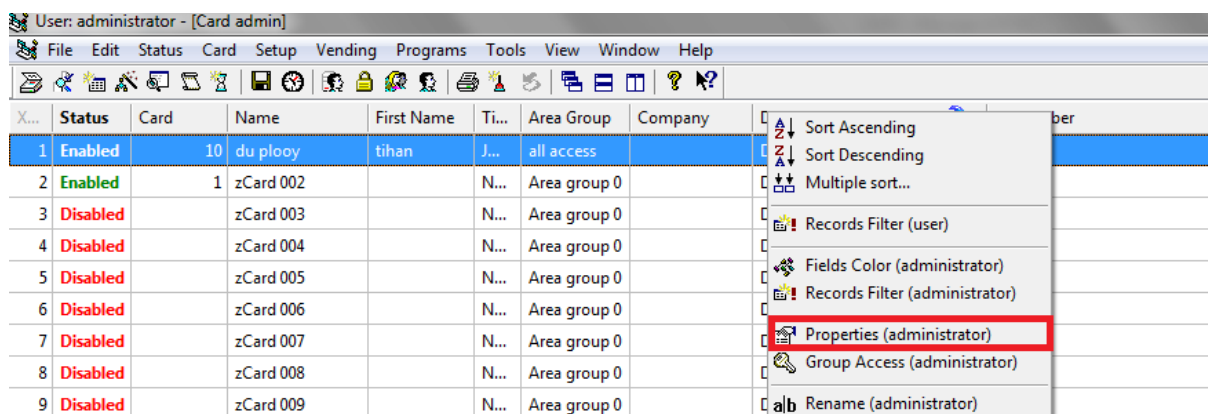 User: administrator - [Card admin]
File Edit Status Card Setup Vending Programs Tools View Window Help
X... Status Card Name First Name Ti... Area Group Company
1 Enabled 10 du plooy tihan J... all access
2 Enabled 1 zCard 002 N... Area group 0
3 Disabled zCard 003 N... Area group 0
4 Disabled zCard 004 N... Area group 0
5 Disabled zCard 005 N... Area group 0
6 Disabled zCard 006 N... Area group 0
7 Disabled zCard 007 N... Area group 0
8 Disabled zCard 008 N... Area group 0
9 Disabled zCard 009 N... Area group 0
Sort Ascending
Sort Descending
Multiple sort...
Records Filter (user)
Fields Color (administrator)
Records Filter (administrator)
Properties (administrator)
Group Access (administrator)
Rename (administrator)